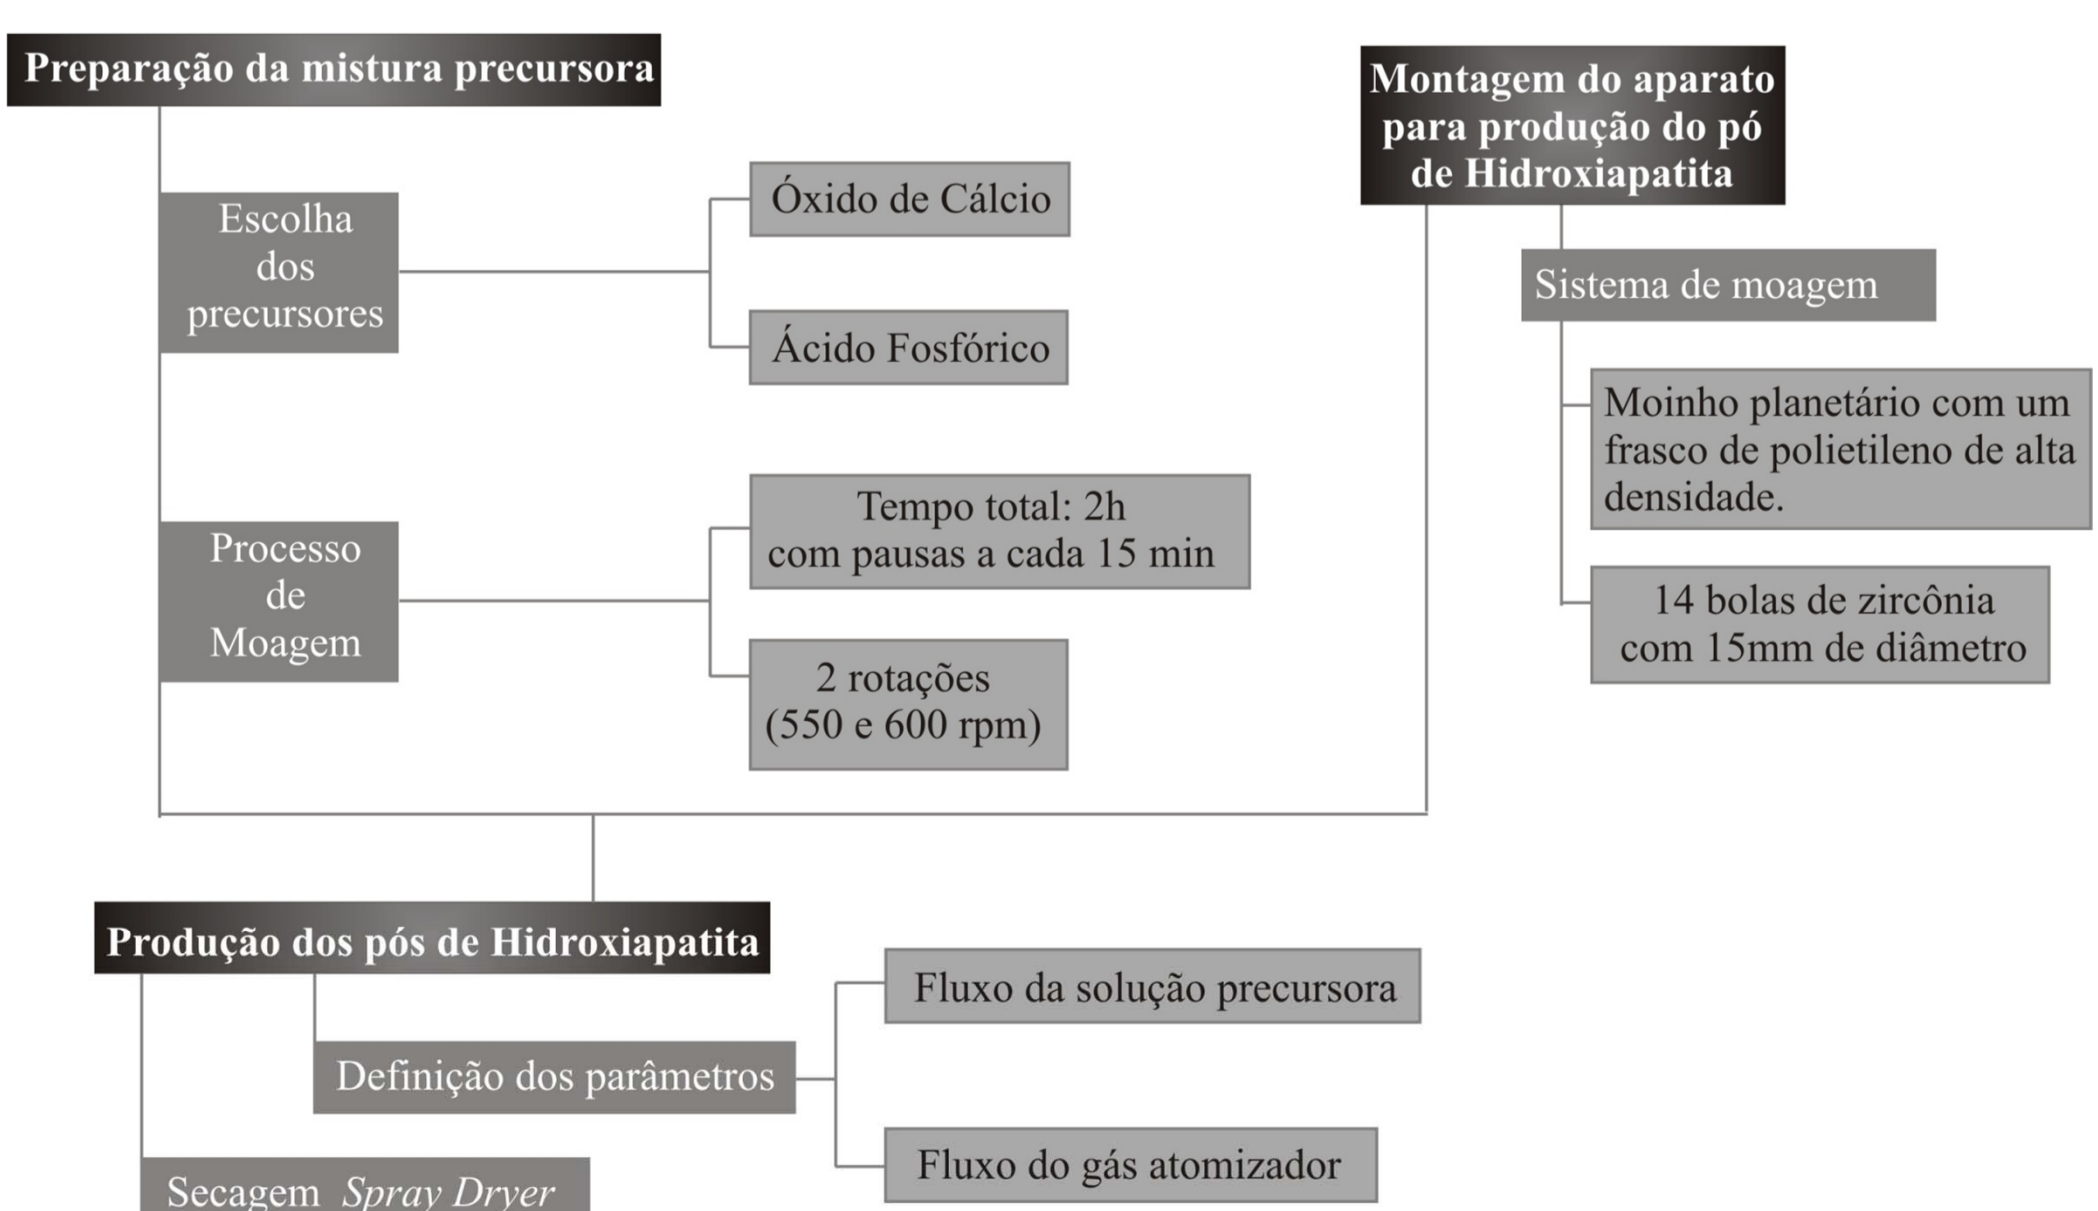 Preparação da mistura precursora
Escolha
dos
precursores
Óxido de Cálcio
Ácido Fosfórico
Processo
de
Moagem
Tempo total: 2h
com pausas a cada 15 min
2 rotações
(550 e 600 rpm)
Montagem do aparato
para produção do pó
de Hidroxiapatita
Sistema de moagem
Moinho planetário com um
frasco de polietileno de alta
densidade.
14 bolas de zircônia
com 15mm de diâmetro
Produção dos pós de Hidroxiapatita
Definição dos parâmetros
Fluxo da solução precursora
Fluxo do gás atomizador
Secagem Spray Dryer